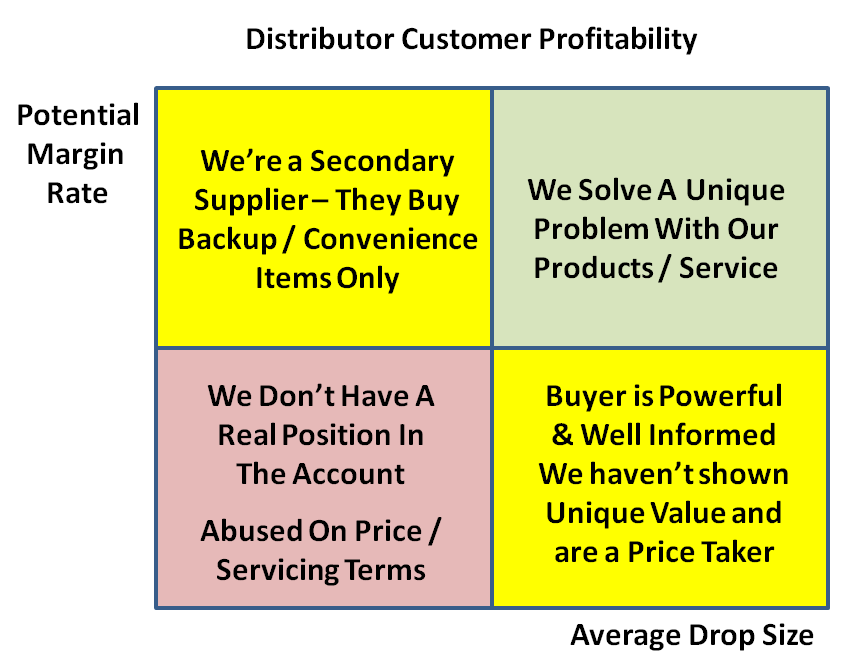 Distributor Customer Profitability
Potential
Margin
Rate
We're a Secondary
Supplier – They Buy
Backup / Convenience
Items Only
We Solve A Unique
Problem With Our
Products / Service
We Don't Have A
Real Position In
The Account
Abused On Price /
Servicing Terms
Buyer is Powerful
& Well Informed
We haven't shown
Unique Value and
are a Price Taker
Average Drop Size